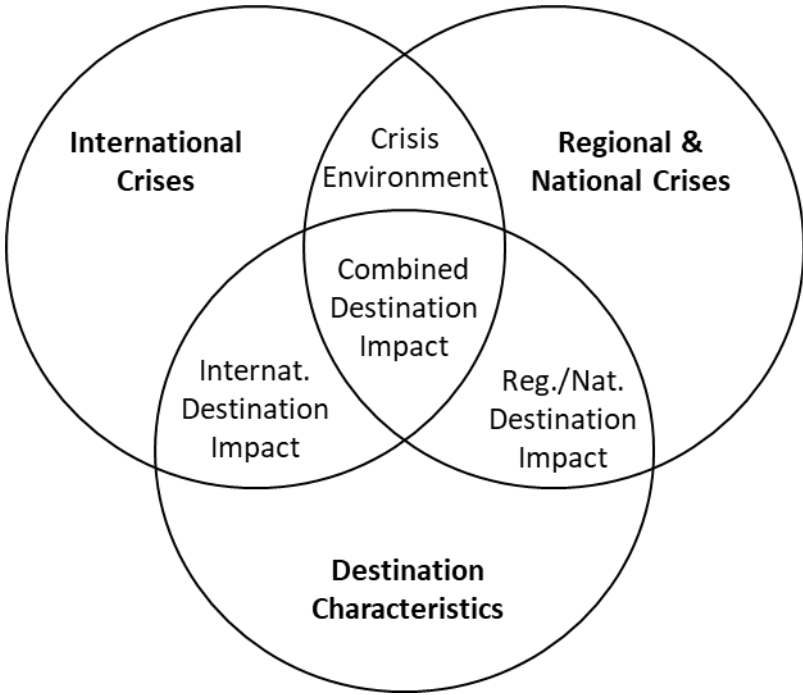 International
Crises
Crisis
Environment
Regional &
National Crises
Combined
Destination
Impact
Internat.
Destination
Impact
Reg./Nat.
Destination
Impact
Destination
Characteristics